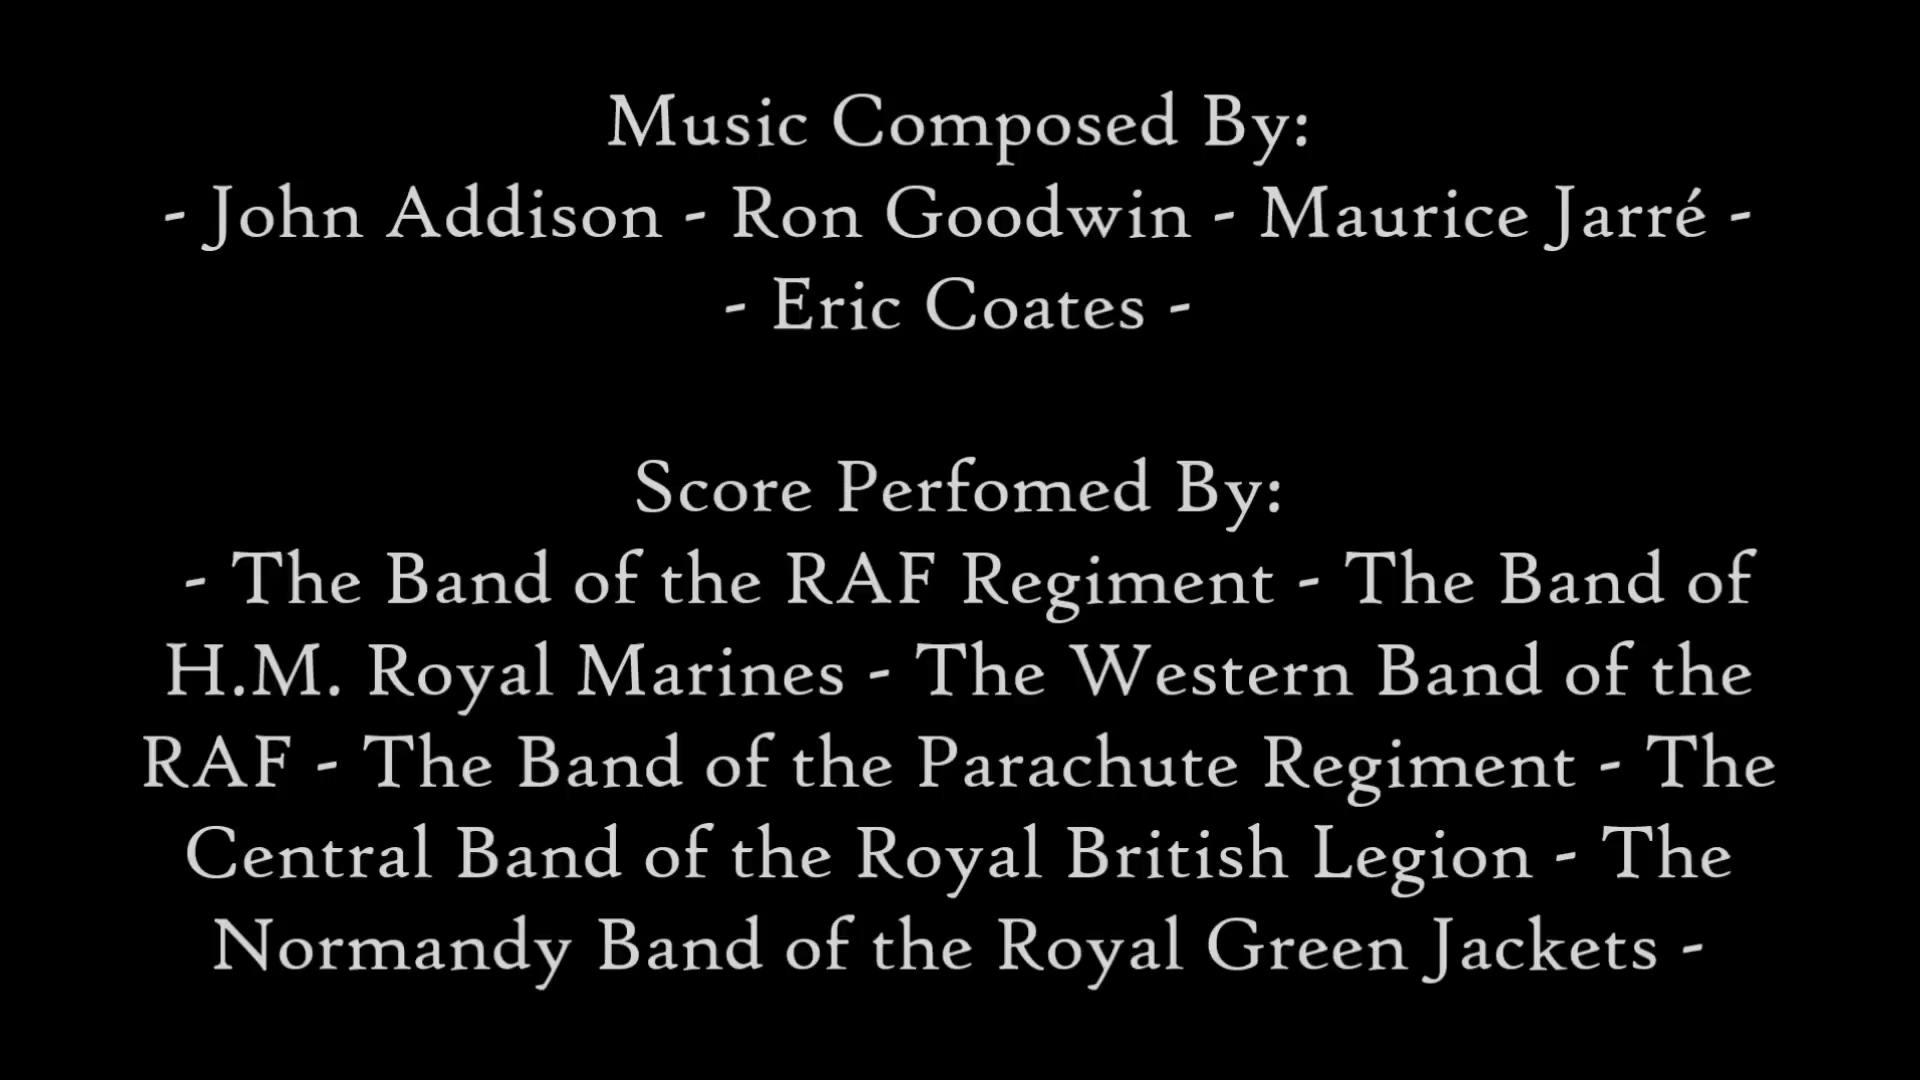 Music Composed By:
- John Addison - Ron Goodwin - Maurice Jarré -
- Eric Coates -
Score Perfomed By:
- The Band of the RAF Regiment - The Band of
H.M. Royal Marines - The Western Band of the
RAF - The Band of the Parachute Regiment - The
Central Band of the Royal British Legion - The
Normandy Band of the Royal Green Jackets -